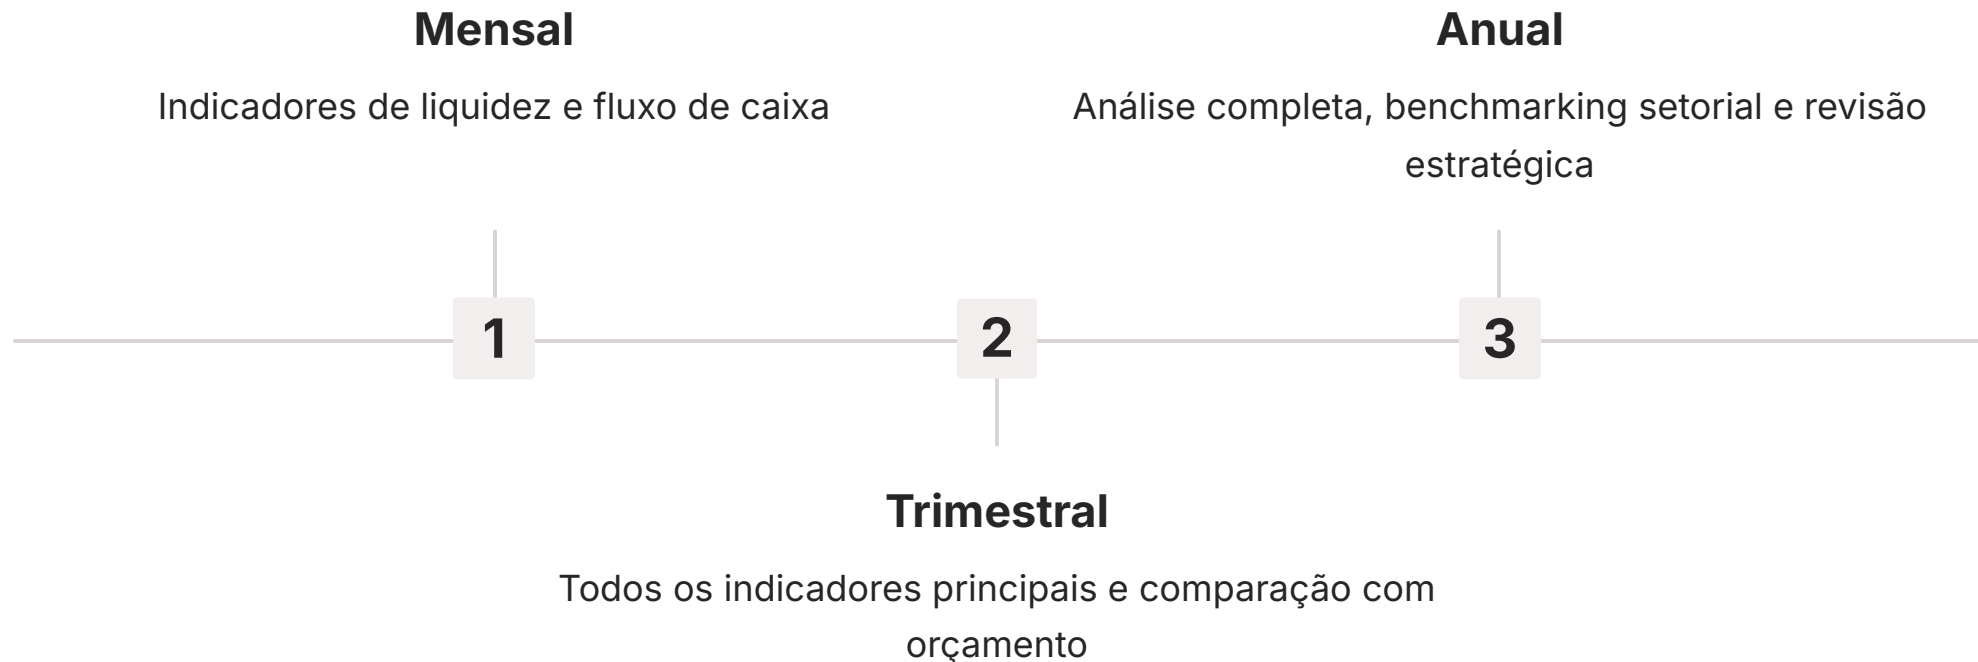 Mensal
Indicadores de liquidez e fluxo de caixa
Anual
Análise completa, benchmarking setorial e revisão
estratégica
1
2
3
Trimestral
Todos os indicadores principais e comparação com
orçamento